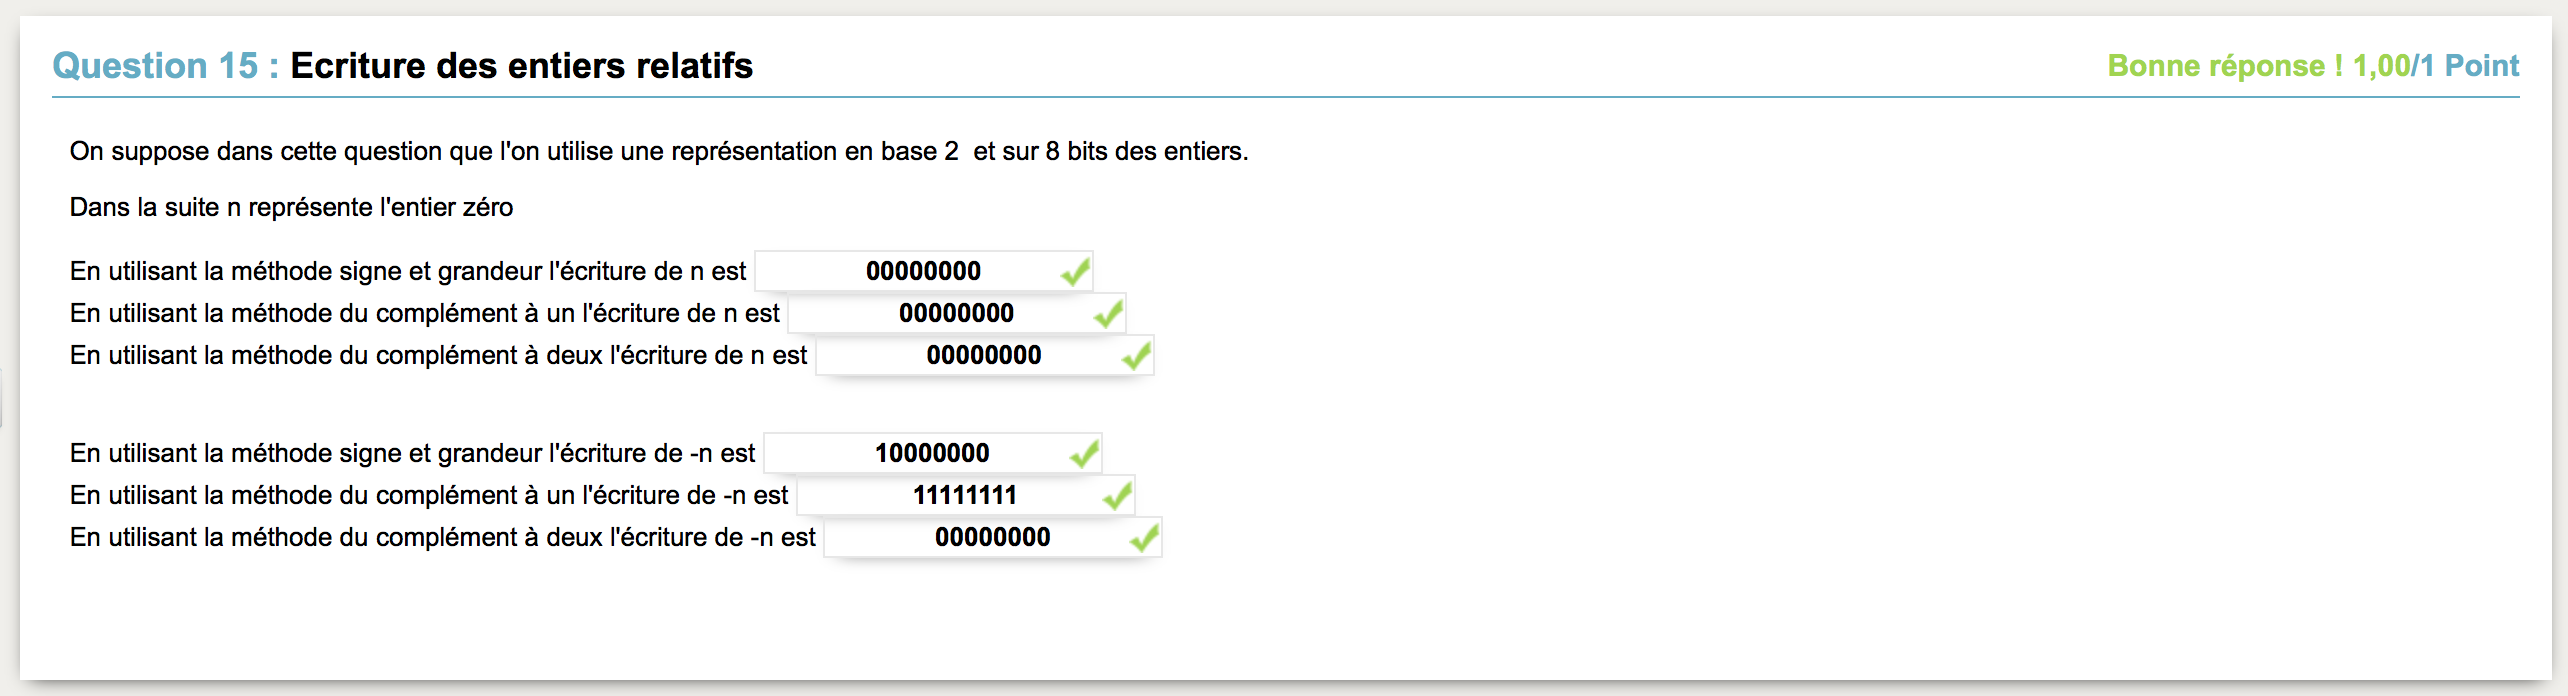 Question 15 : Ecriture des entiers relatifs Bonne réponse ! 1,00/1 Point
On suppose dans cette question que l'on utilise une représentation en base 2  et sur 8 bits des entiers.
Dans la suite n représente l'entier zéro
En utilisant la méthode signe et grandeur l'écriture de n est 00000000
En utilisant la méthode du complément à un l'écriture de n est 00000000
En utilisant la méthode du complément à deux l'écriture de n est 00000000
En utilisant la méthode signe et grandeur l'écriture de -n est 10000000
En utilisant la méthode du complément à un l'écriture de -n est 11111111
En utilisant la méthode du complément à deux l'écriture de -n est 00000000